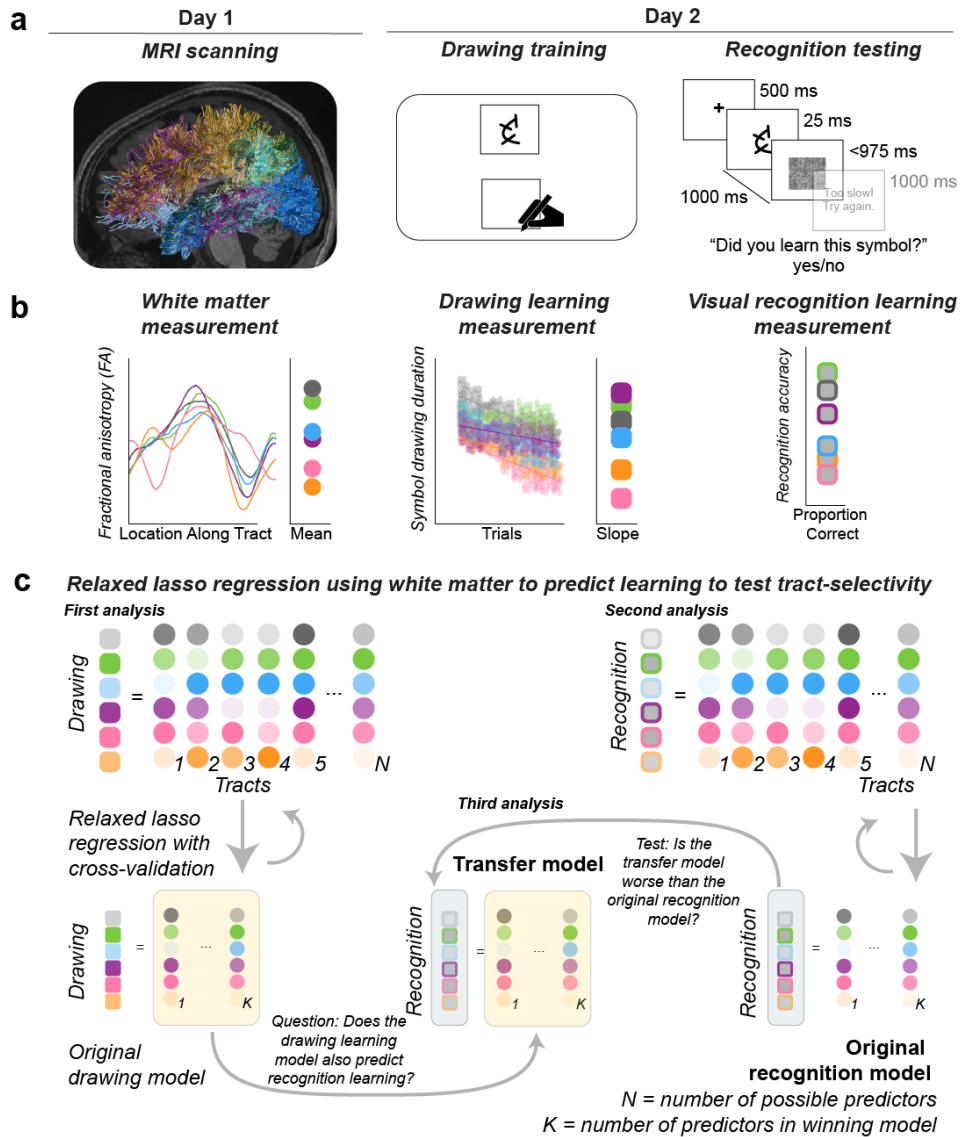 a
Day 1
Day 2
MRI scanning
Drawing training
Recognition testing
500 ms
25 ms
<975 ms
1000 ms
1000 ms
Too slow!
Try again.
"Did you learn this symbol?"
yes/no
b
White matter
measurement
Drawing learning
measurement
Visual recognition learning
measurement
Fractional anisotropy (FA)
Location Along Tract
Mean
Symbol drawing duration
Trials
Slope
Recognition accuracy
Proportion
Correct
c
Relaxed lasso regression using white matter to predict learning to test tract-selectivity
First analysis
Second analysis
Drawing
=
...
1
2
3
4
5
N
Tracts
Recognition
=
...
1
2
3
4
5
N
Tracts
Relaxed lasso
regression with
cross-validation
Third analysis
Transfer model
Test: Is the
transfer model
worse than the
original recognition
model?
Drawing
=
...
1
K
Recognition
=
...
1
K
Recognition
=
...
1
K
Original
drawing model
Question: Does the
drawing learning
model also predict
recognition learning?
Original
recognition model
N = number of possible predictors
K = number of predictors in winning model